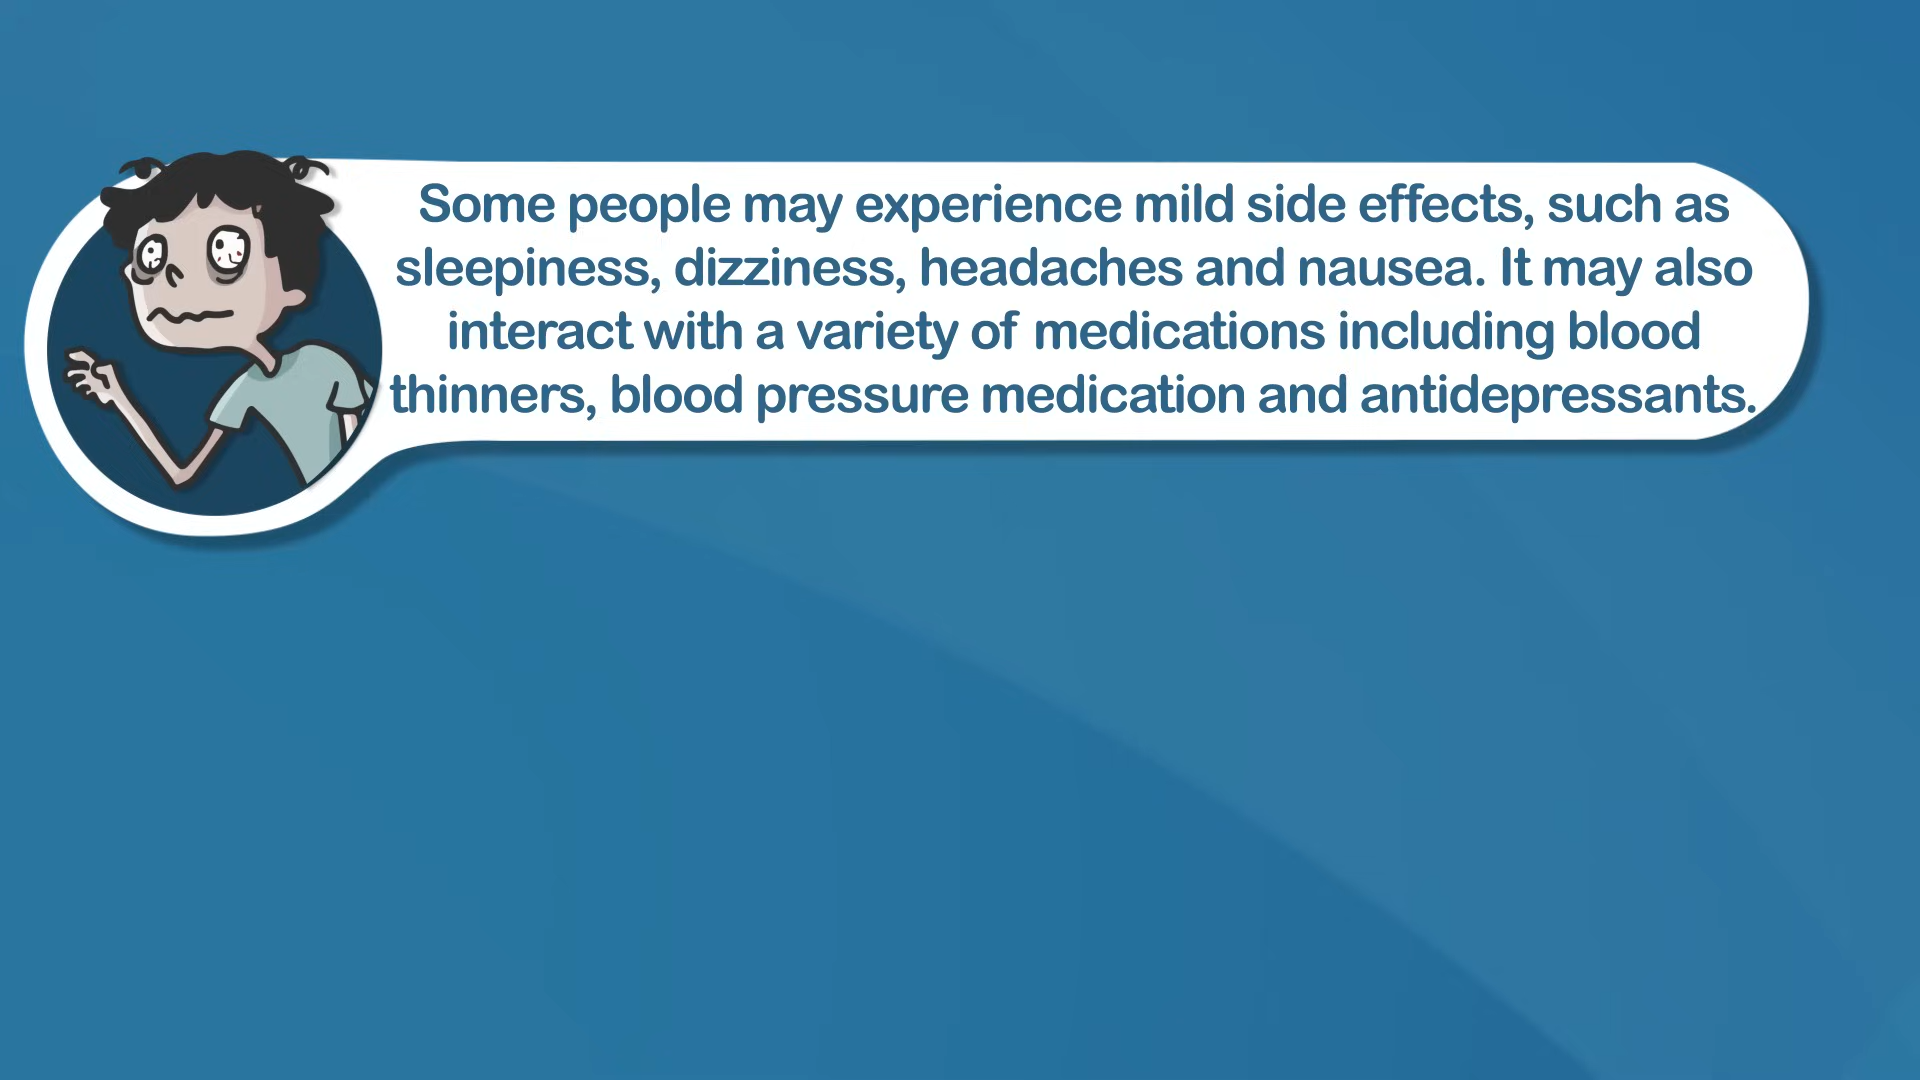 Some people may experience mild side effects, such as
sleepiness, dizziness, headaches and nausea. It may also
interact with a variety of medications including blood
thinners, blood pressure medication and antidepressants.